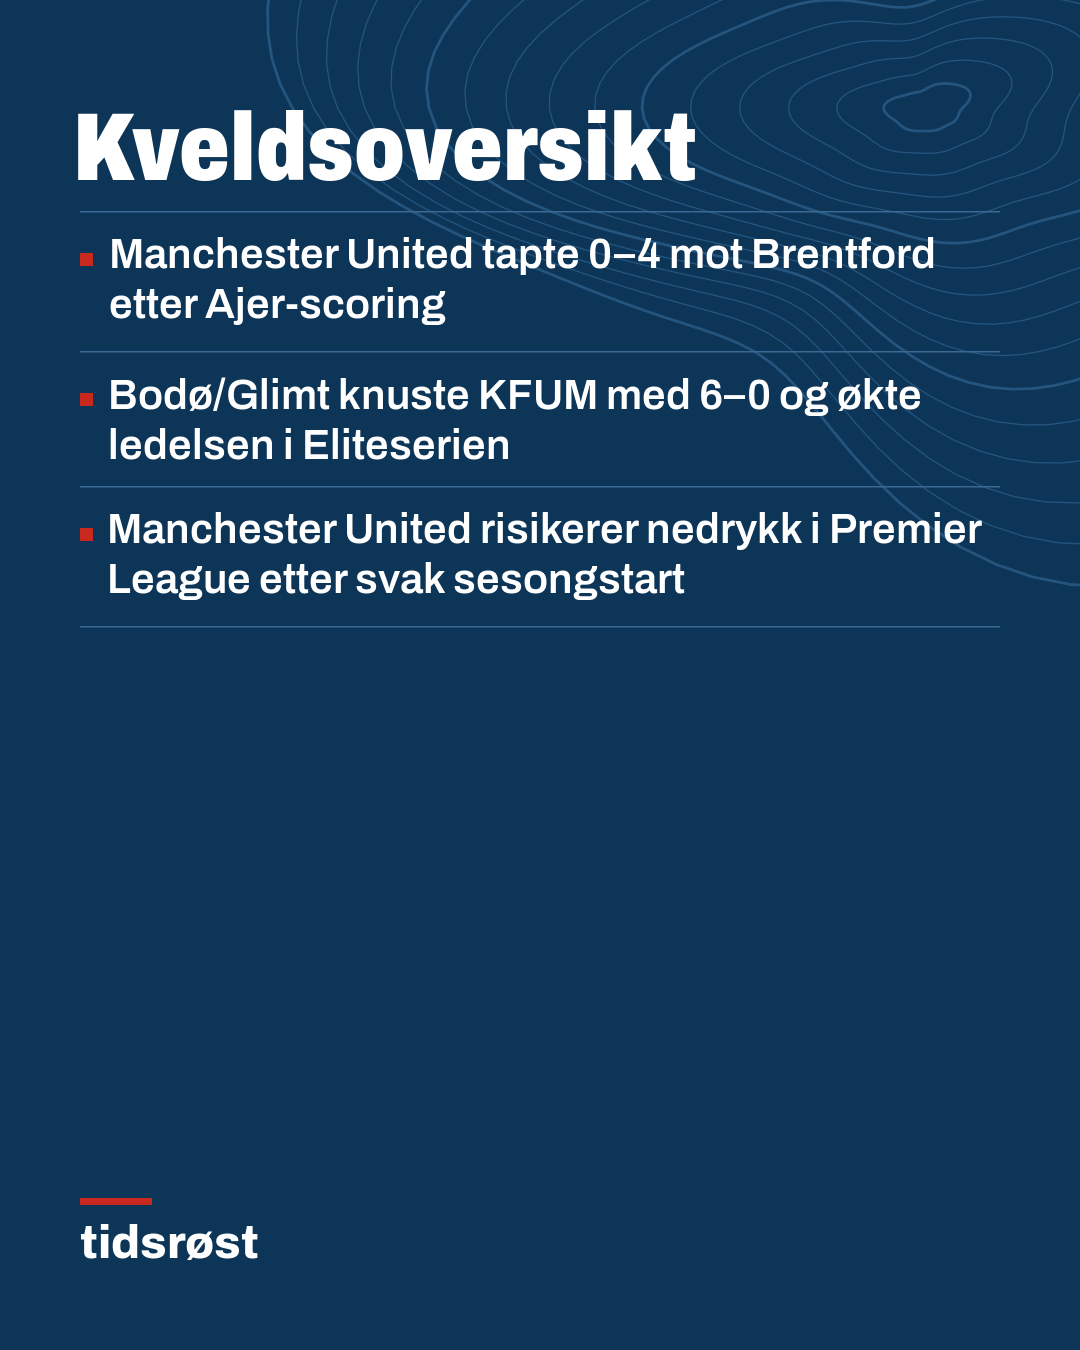 Kveldsoversikt
Manchester United tapte 0–4 mot Brentford
etter Ajer-scoring
Bodø/Glimt knuste KFUM med 6–0 og økte
ledelsen i Eliteserien
Manchester United risikerer nedrykk i Premier
League etter svak sesongstart
tidsrøst